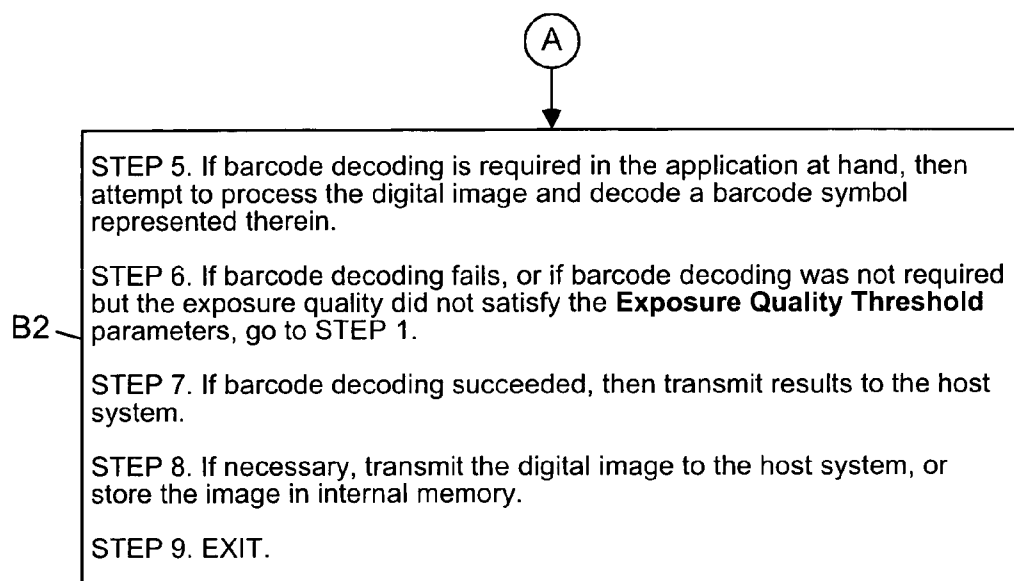 A
STEP 5. If barcode decoding is required in the application at hand, then
attempt to process the digital image and decode a barcode symbol
represented therein.
STEP 6. If barcode decoding fails, or if barcode decoding was not required
but the exposure quality did not satisfy the Exposure Quality Threshold
parameters, go to STEP 1.
B2
STEP 7. If barcode decoding succeeded, then transmit results to the host
system.
STEP 8. If necessary, transmit the digital image to the host system, or
store the image in internal memory.
STEP 9. EXIT.